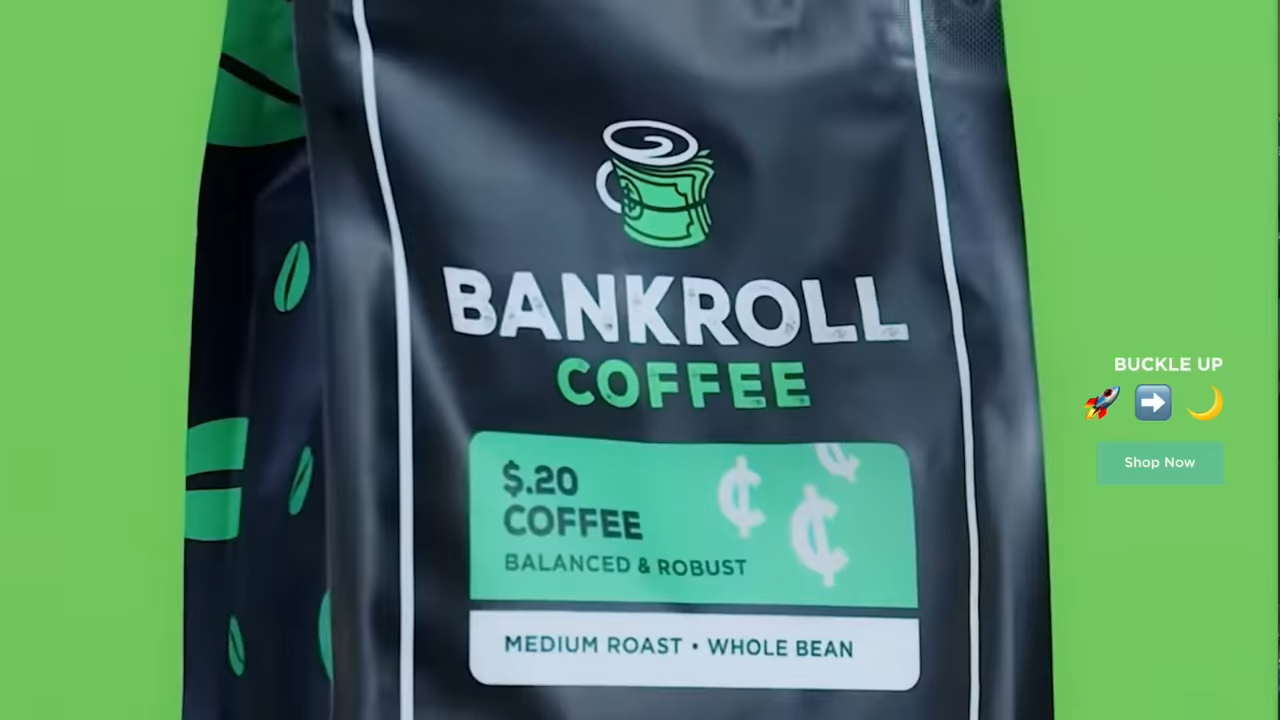 BANKROLL
COFFEE
$.20
COFFEE
BALANCED & ROBUST
MEDIUM ROAST • WHOLE BEAN
BUCKLE UP
🚀 ➡️ 🌙
Shop Now